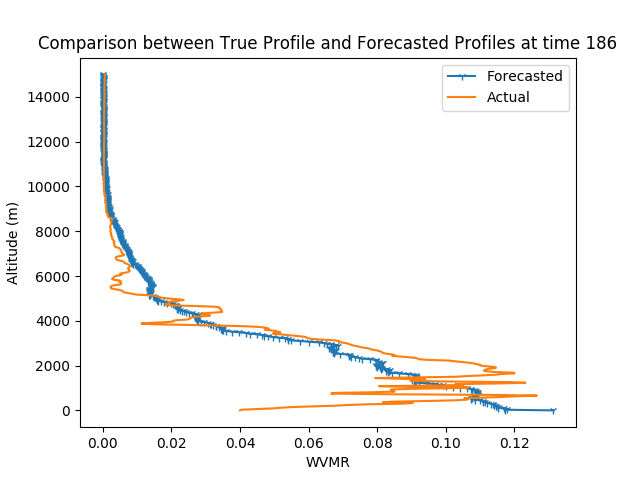 Comparison between True Profile and Forecasted Profiles at time 186
Forecasted
Actual
14000
12000
10000
8000
6000
4000
2000
0
Altitude (m)
0.00 0.02 0.04 0.06 0.08 0.10 0.12
WVMR